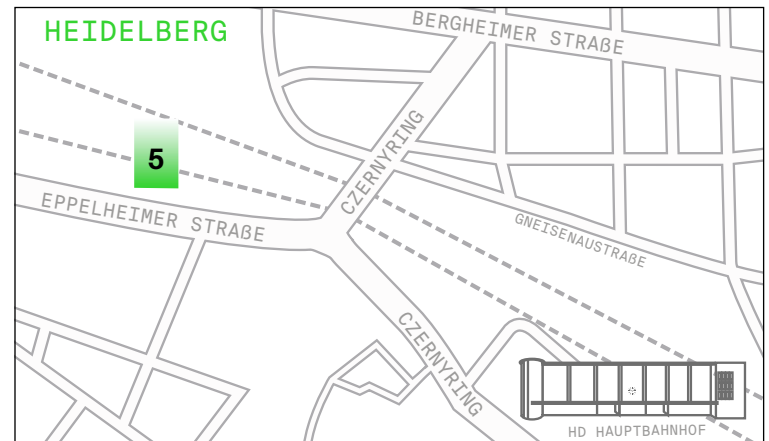 HEIDELBERG
BERGHEIMER STRAßE
CZERNYRING
5
EPPELHEIMER STRAßE
GNEISENAUSTRAßE
CZERNYRING
HD HAUPTBAHNHOF